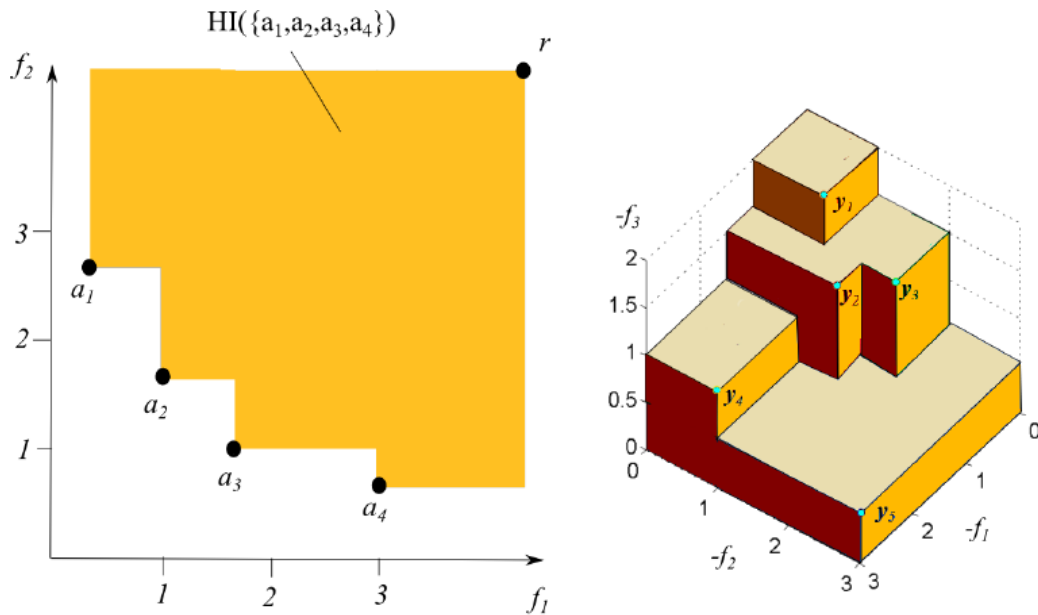 HI({a₁,a₂,a₃,a₄})
r
f₂
3
a₁
2
a₂
1
a₃
a₄
1
2
3
f₁
y₁
-f₃
2
y₂
y₃
1.5
1
y₄
0.5
0
0
0
1
1
y₅
2
-f₁
-f₂
2
3
3